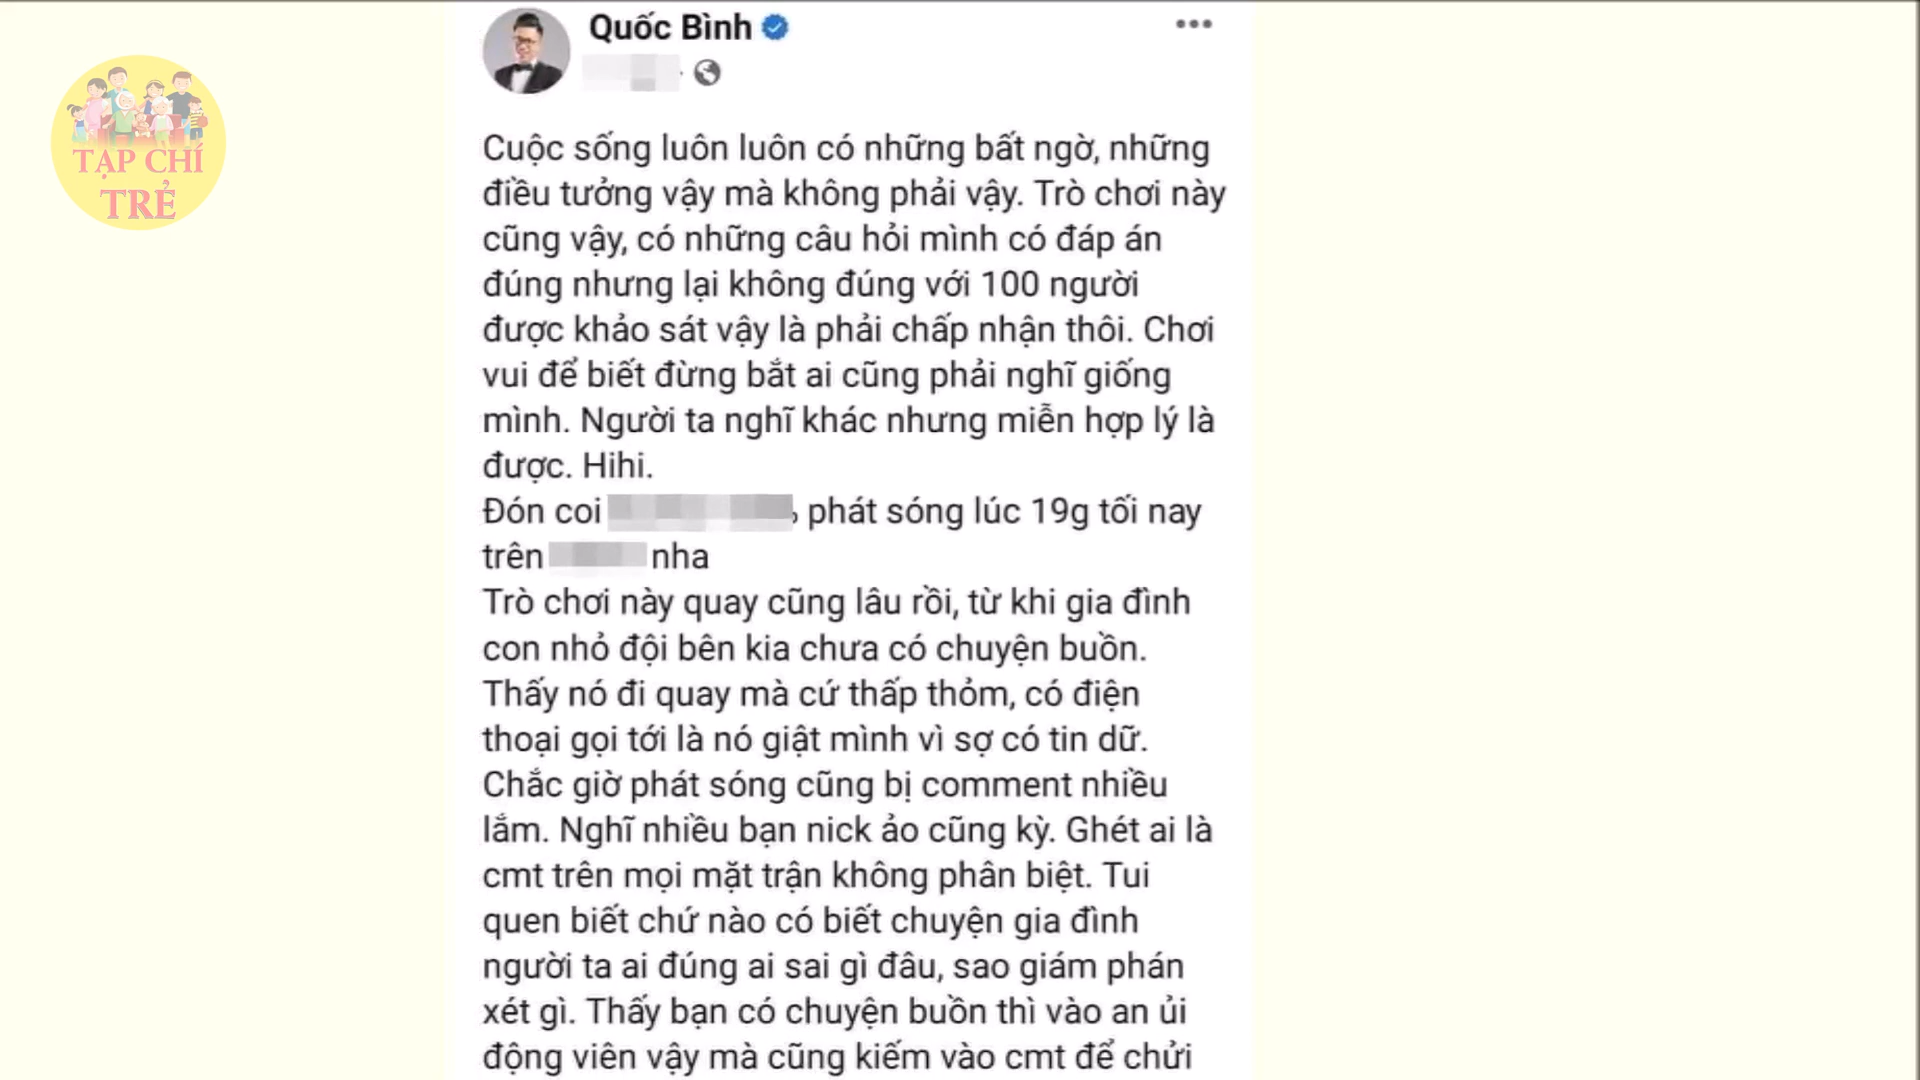 TẠP CHÍ
TRẺ
Quốc Bình
Cuộc sống luôn luôn có những bất ngờ, những
điều tưởng vậy mà không phải vậy. Trò chơi này
cũng vậy, có những câu hỏi mình có đáp án
đúng nhưng lại không đúng với 100 người
được khảo sát vậy là phải chấp nhận thôi. Chơi
vui để biết đừng bắt ai cũng phải nghĩ giống
mình. Người ta nghĩ khác nhưng miễn hợp lý là
được. Hihi.
Đón coi phát sóng lúc 19g tối nay
trên nha
Trò chơi này quay cũng lâu rồi, từ khi gia đình
con nhỏ đội bên kia chưa có chuyện buồn.
Thấy nó đi quay mà cứ thấp thỏm, có điện
thoại gọi tới là nó giật mình vì sợ có tin dữ.
Chắc giờ phát sóng cũng bị comment nhiều
lắm. Nghĩ nhiều bạn nick ảo cũng kỳ. Ghét ai là
cmt trên mọi mặt trận không phân biệt. Tui
quen biết chứ nào có biết chuyện gia đình
người ta ai đúng ai sai gì đâu, sao giám phán
xét gì. Thấy bạn có chuyện buồn thì vào an ủi
động viên vậy mà cũng kiếm vào cmt để chửi